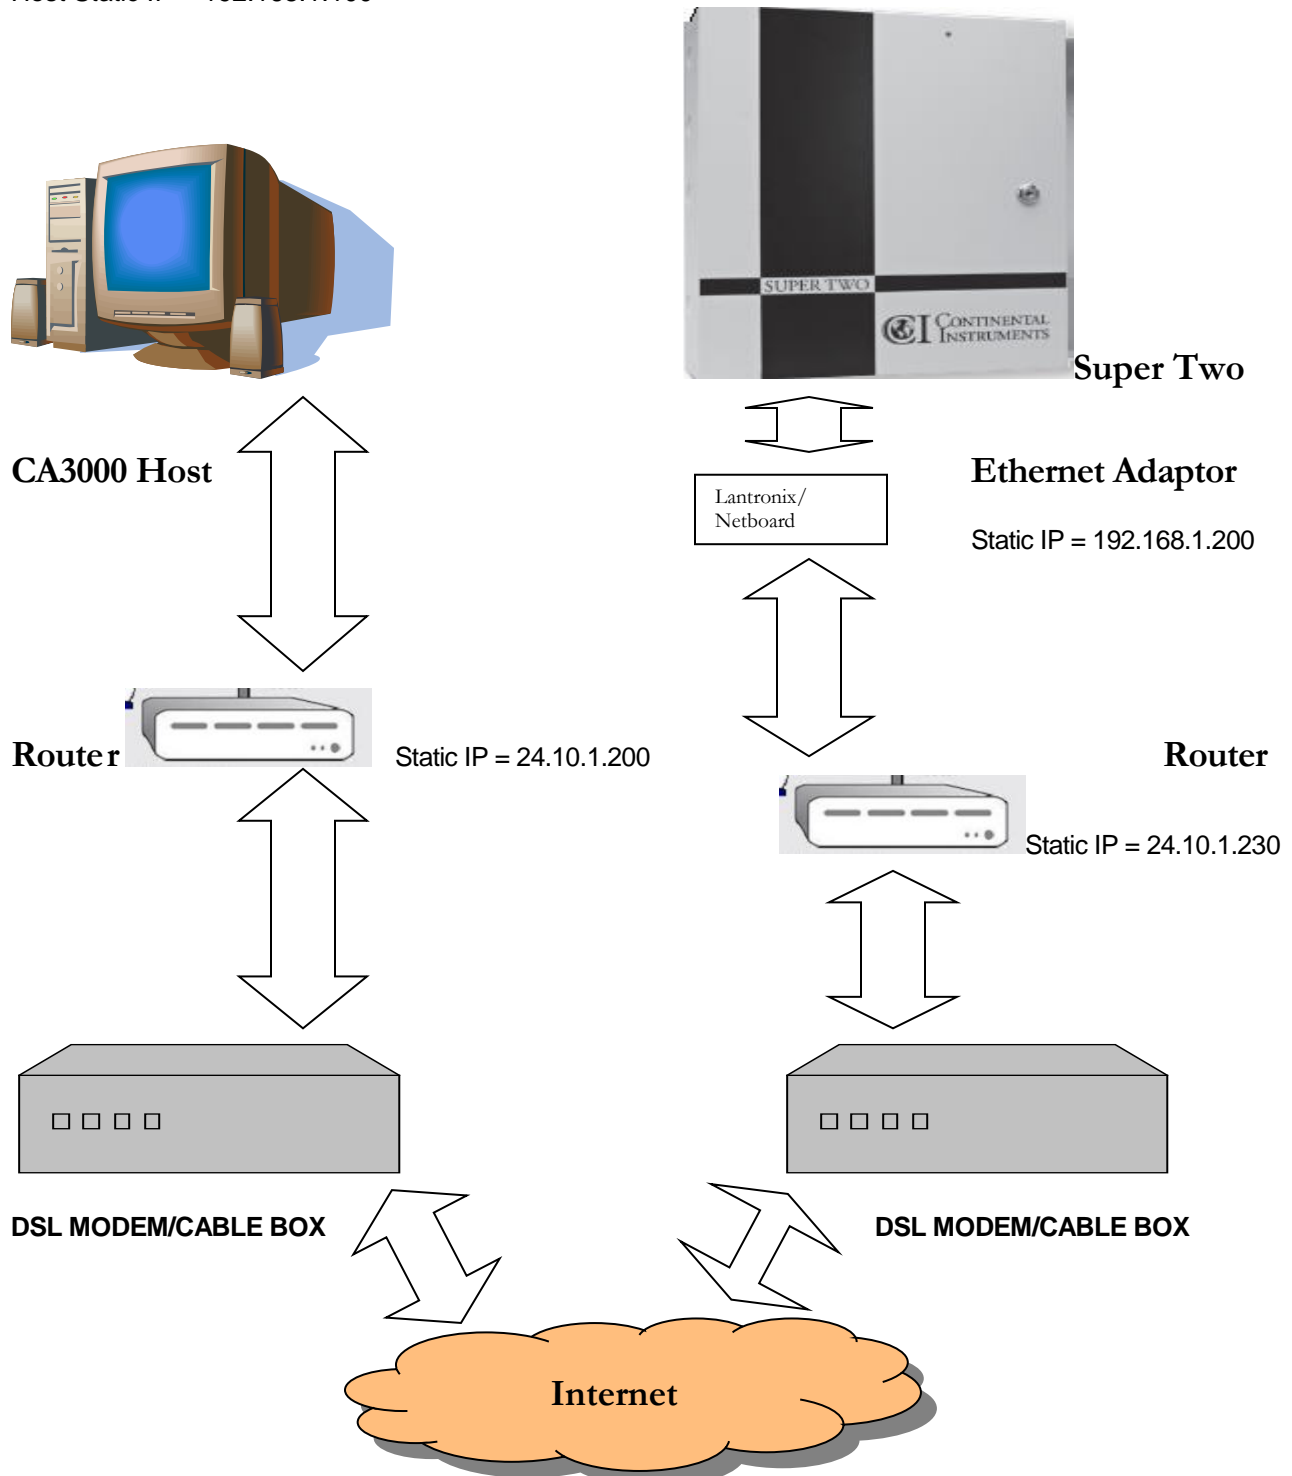 SUPER TWO
CONTINENTAL
INSTRUMENTS
Super Two
CA3000 Host
Lantronix/
Netboard
Ethernet Adaptor
Static IP = 192.168.1.200
Router
Static IP = 24.10.1.200
Router
Static IP = 24.10.1.230
DSL MODEM/CABLE BOX
DSL MODEM/CABLE BOX
Internet